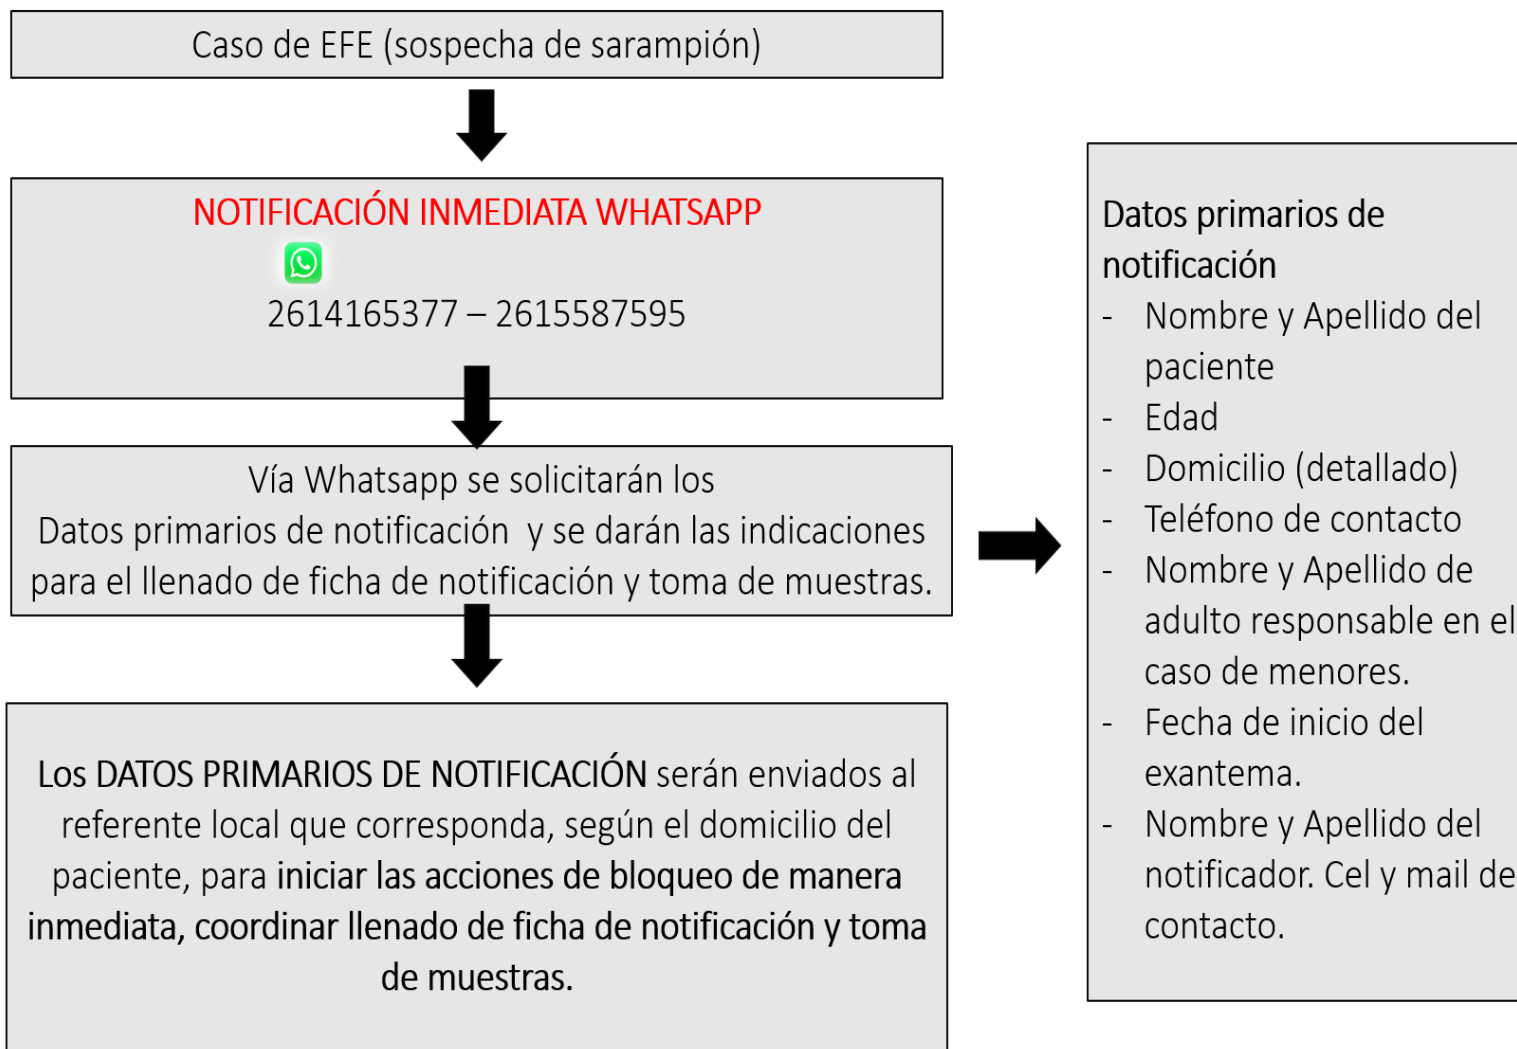 Caso de EFE (sospecha de sarampión)
NOTIFICACIÓN INMEDIATA WHATSAPP
2614165377 – 2615587595
Vía Whatsapp se solicitarán los
Datos primarios de notificación y se darán las indicaciones
para el llenado de ficha de notificación y toma de muestras.
Los DATOS PRIMARIOS DE NOTIFICACIÓN serán enviados al
referente local que corresponda, según el domicilio del
paciente, para iniciar las acciones de bloqueo de manera
inmediata, coordinar llenado de ficha de notificación y toma
de muestras.
Datos primarios de
notificación
- Nombre y Apellido del
paciente
- Edad
- Domicilio (detallado)
- Teléfono de contacto
- Nombre y Apellido de
adulto responsable en el
caso de menores.
- Fecha de inicio del
exantema.
- Nombre y Apellido del
notificador. Cel y mail de
contacto.